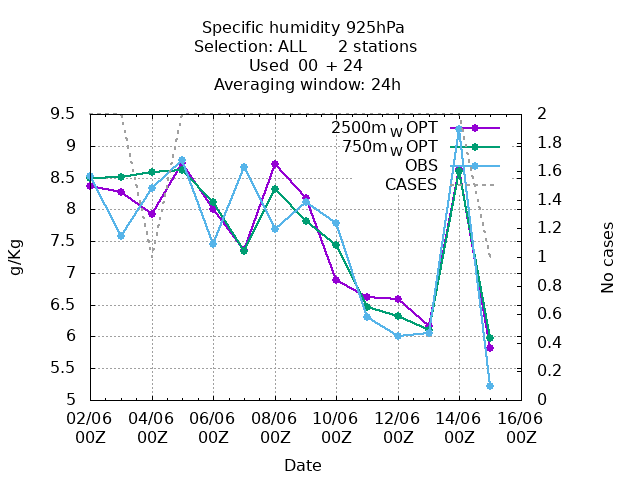 Specific humidity 925hPa
Selection: ALL 2 stations
Used 00 + 24
Averaging window: 24h
g/Kg
9.5
9
8.5
8
7.5
7
6.5
6
5.5
5
2500m_W OPT
750m_W OPT
OBS
CASES
2
1.8
1.6
1.4
1.2
1
0.8
0.6
0.4
0.2
0
No cases
02/06 04/06 06/06 08/06 10/06 12/06 14/06 16/06
00Z 00Z 00Z 00Z 00Z 00Z 00Z 00Z
Date